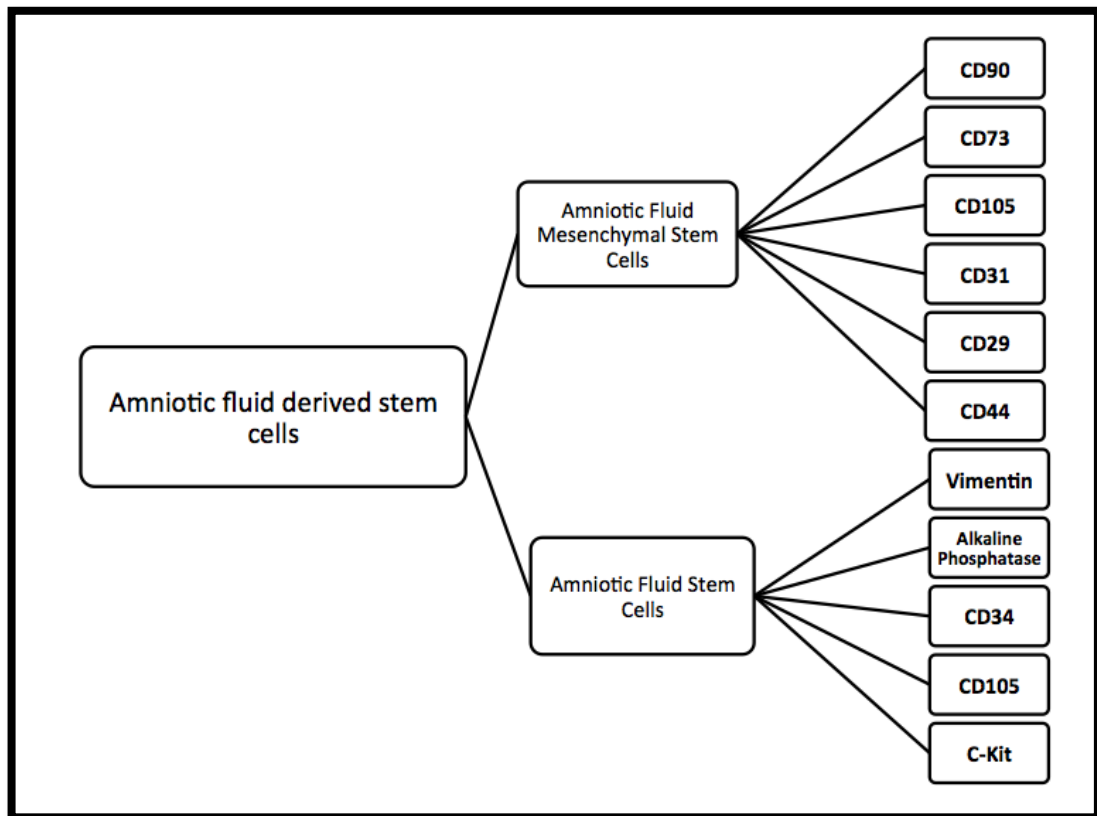 Amniotic fluid derived stem
cells
Amniotic Fluid
Mesenchymal Stem
Cells
CD90
CD73
CD105
CD31
CD29
CD44
Amniotic Fluid Stem
Cells
Vimentin
Alkaline
Phosphatase
CD34
CD105
C-Kit